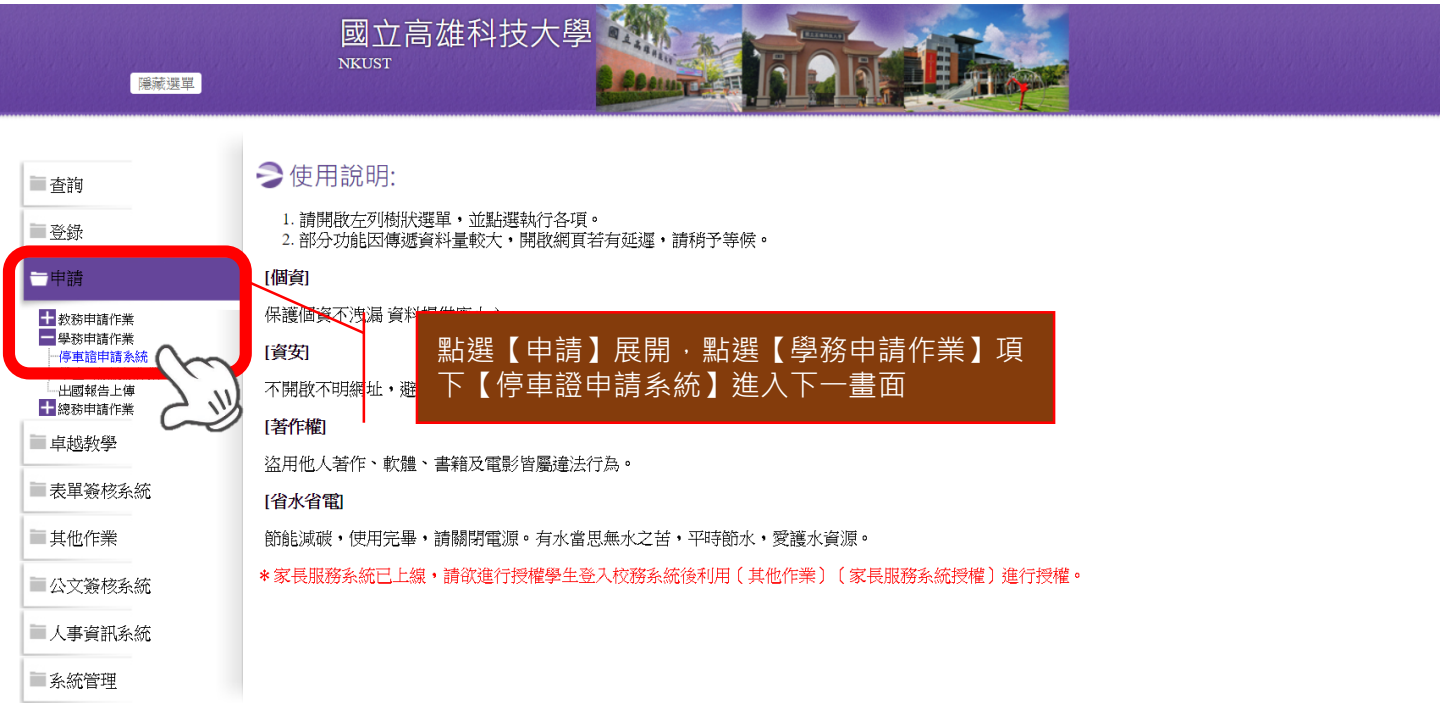 國立高雄科技大學
NKUST
隱藏選單
查詢
登錄
申請
教務申請作業
學務申請作業
停車證申請系統
出國報告上傳
總務申請作業
卓越教學
表單簽核系統
其他作業
公文簽核系統
人事資訊系統
系統管理
使用說明:
1. 請開啟左列樹狀選單，並點選執行各項。
2. 部分功能因傳遞資料量較大，開啟網頁若有延遲，請稍予等候。
[個資]
保護個資不洩漏 資料
[資安]
不開啟不明網址，避
點選【申請】展開，點選【學務申請作業】項
下【停車證申請系統】進入下一畫面
[著作權]
盜用他人著作、軟體、書籍及電影皆屬違法行為。
[省水省電]
節能減碳，使用完畢，請關閉電源。有水當思無水之苦，平時節水，愛護水資源。
＊家長服務系統已上線，請欲進行授權學生登入校務系統後利用〔其他作業〕〔家長服務系統授權〕進行授權。